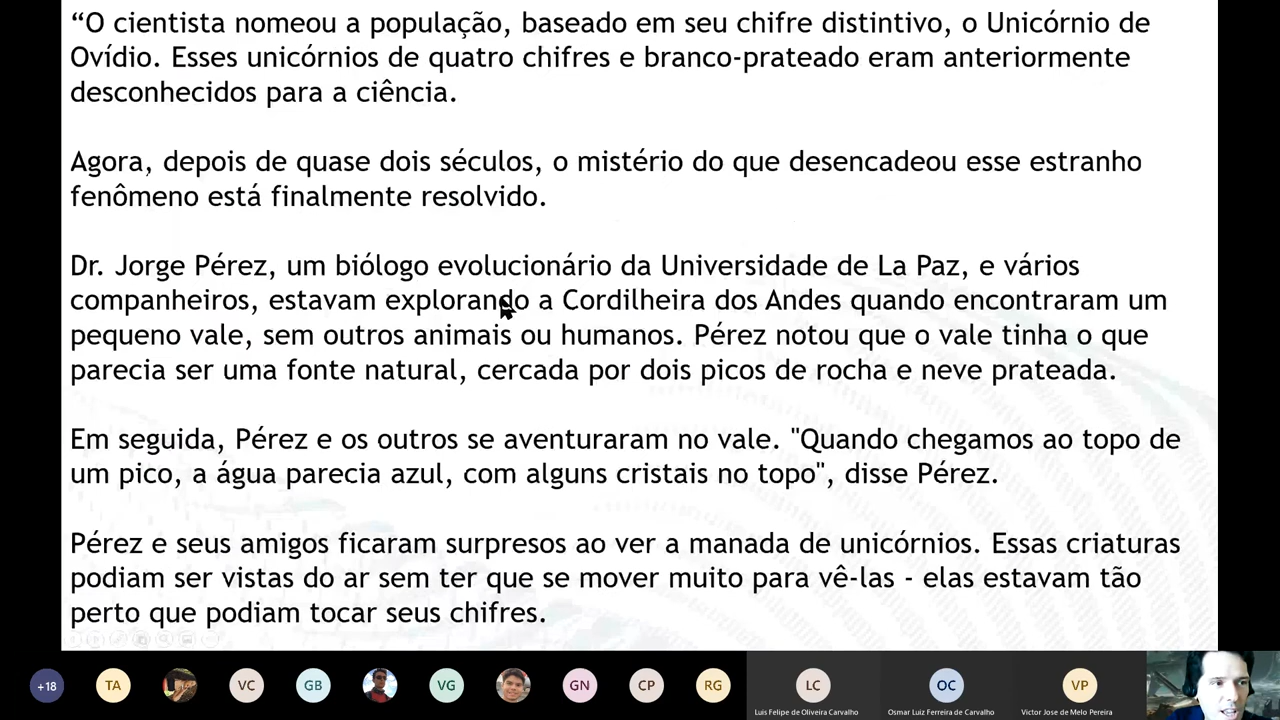 “O cientista nomeou a população, baseado em seu chifre distintivo, o Unicórnio de
Ovídio. Esses unicórnios de quatro chifres e branco-prateado eram anteriormente
desconhecidos para a ciência.
Agora, depois de quase dois séculos, o mistério do que desencadeou esse estranho
fenômeno está finalmente resolvido.
Dr. Jorge Pérez, um biólogo evolucionário da Universidade de La Paz, e vários
companheiros, estavam explorando a Cordilheira dos Andes quando encontraram um
pequeno vale, sem outros animais ou humanos. Pérez notou que o vale tinha o que
parecia ser uma fonte natural, cercada por dois picos de rocha e neve prateada.
Em seguida, Pérez e os outros se aventuraram no vale. "Quando chegamos ao topo de
um pico, a água parecia azul, com alguns cristais no topo", disse Pérez.
Pérez e seus amigos ficaram surpresos ao ver a manada de unicórnios. Essas criaturas
podiam ser vistas do ar sem ter que se mover muito para vê-las - elas estavam tão
perto que podiam tocar seus chifres.
+18 TA VC GB VG GN CP RG LC OC VP
Luis Felipe de Oliveira Carvalho Osmar Luiz Ferreira de Carvalho Victor Jose de Melo Pereira